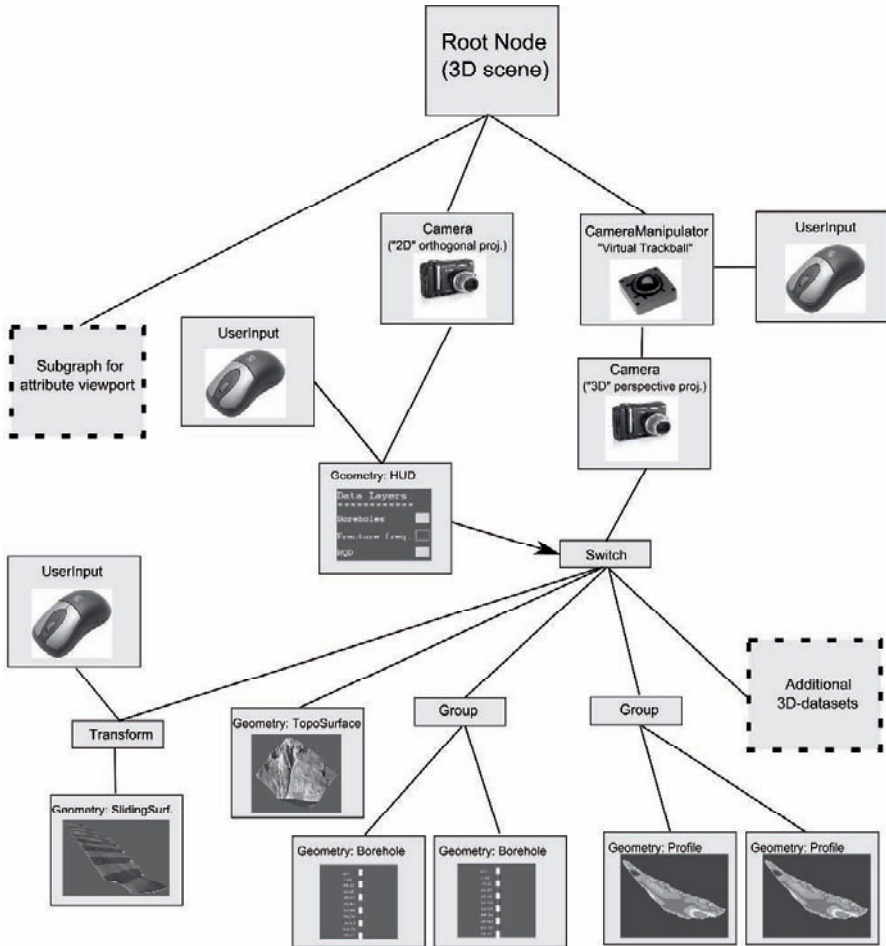 Root Node
(3D scene)
Camera
("2D" orthogonal proj.)
CameraManipulator
"Virtual Trackball"
UserInput
UserInput
Subgraph for
attribute viewport
Camera
("3D" perspective proj.)
Geometry: HUD
Data Layers:
Boreholes
Fracture freq.
RQD
Switch
UserInput
Additional
3D-datasets
Transform
Geometry: TopoSurface
Group
Group
Geometry: SlidingSurf.
Geometry: Borehole
Geometry: Borehole
Geometry: Profile
Geometry: Profile